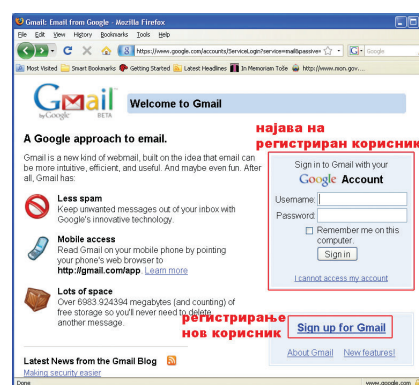 Gmail: Email from Google - Mozilla Firefox
File Edit View History Bookmarks Tools Help
https://www.google.com/accounts/ServiceLogin?service=mail&passive= Google
Most Visited Smart Bookmarks Getting Started Latest Headlines In Memoriam Toše http://www.mon.gov....
Gmail
by Google BETA
Welcome to Gmail
A Google approach to email.
Gmail is a new kind of webmail, built on the idea that email can
be more intuitive, efficient, and useful. And maybe even fun. After
all, Gmail has:
Less spam
Keep unwanted messages out of your inbox with
Google's innovative technology.
Mobile access
Read Gmail on your mobile phone by pointing
your phone's web browser to
http://gmail.com/app. Learn more
Lots of space
Over 6983.924394 megabytes (and counting) of
free storage so you'll never need to delete
another message.
Latest News from the Gmail Blog
Making security easier
најава на
регистриран корисник
Sign in to Gmail with your
Google Account
Username:
Password:
Remember me on this
computer.
Sign in
I cannot access my account
регистрирање
нов корисник
Sign up for Gmail
About Gmail New features!
Done
www.google.com